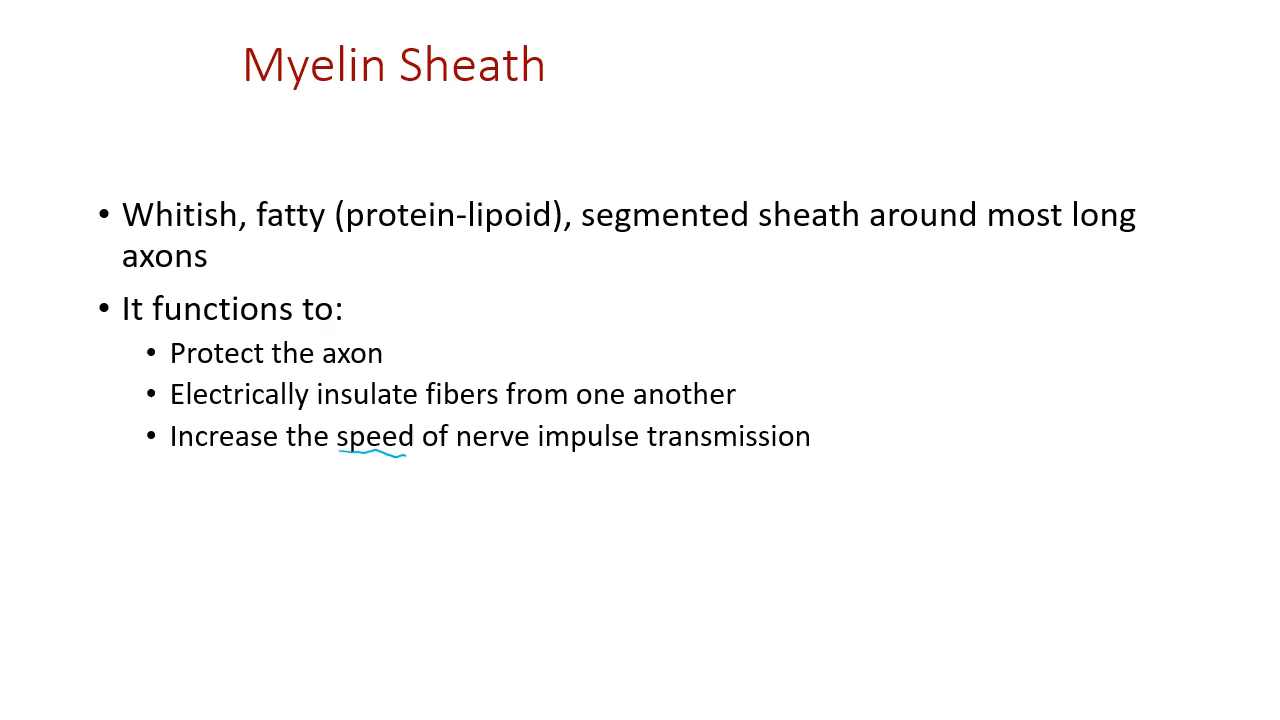 Myelin Sheath
• Whitish, fatty (protein-lipoid), segmented sheath around most long
axons
• It functions to:
• Protect the axon
• Electrically insulate fibers from one another
• Increase the speed of nerve impulse transmission